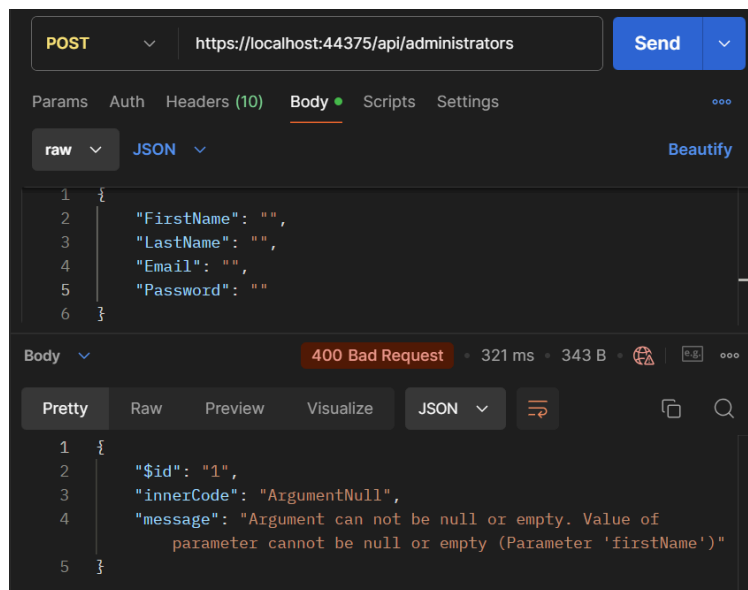 POST https://localhost:44375/api/administrators Send
Params Auth Headers (10) Body Scripts Settings
raw JSON Beautify
1 {
2 "FirstName": "",
3 "LastName": "",
4 "Email": "",
5 "Password": ""
6 }
Body 400 Bad Request 321 ms 343 B e.g.
Pretty Raw Preview Visualize JSON
1 {
2 "$id": "1",
3 "innerCode": "ArgumentNull",
4 "message": "Argument can not be null or empty. Value of
parameter cannot be null or empty (Parameter 'firstName')"
5 }